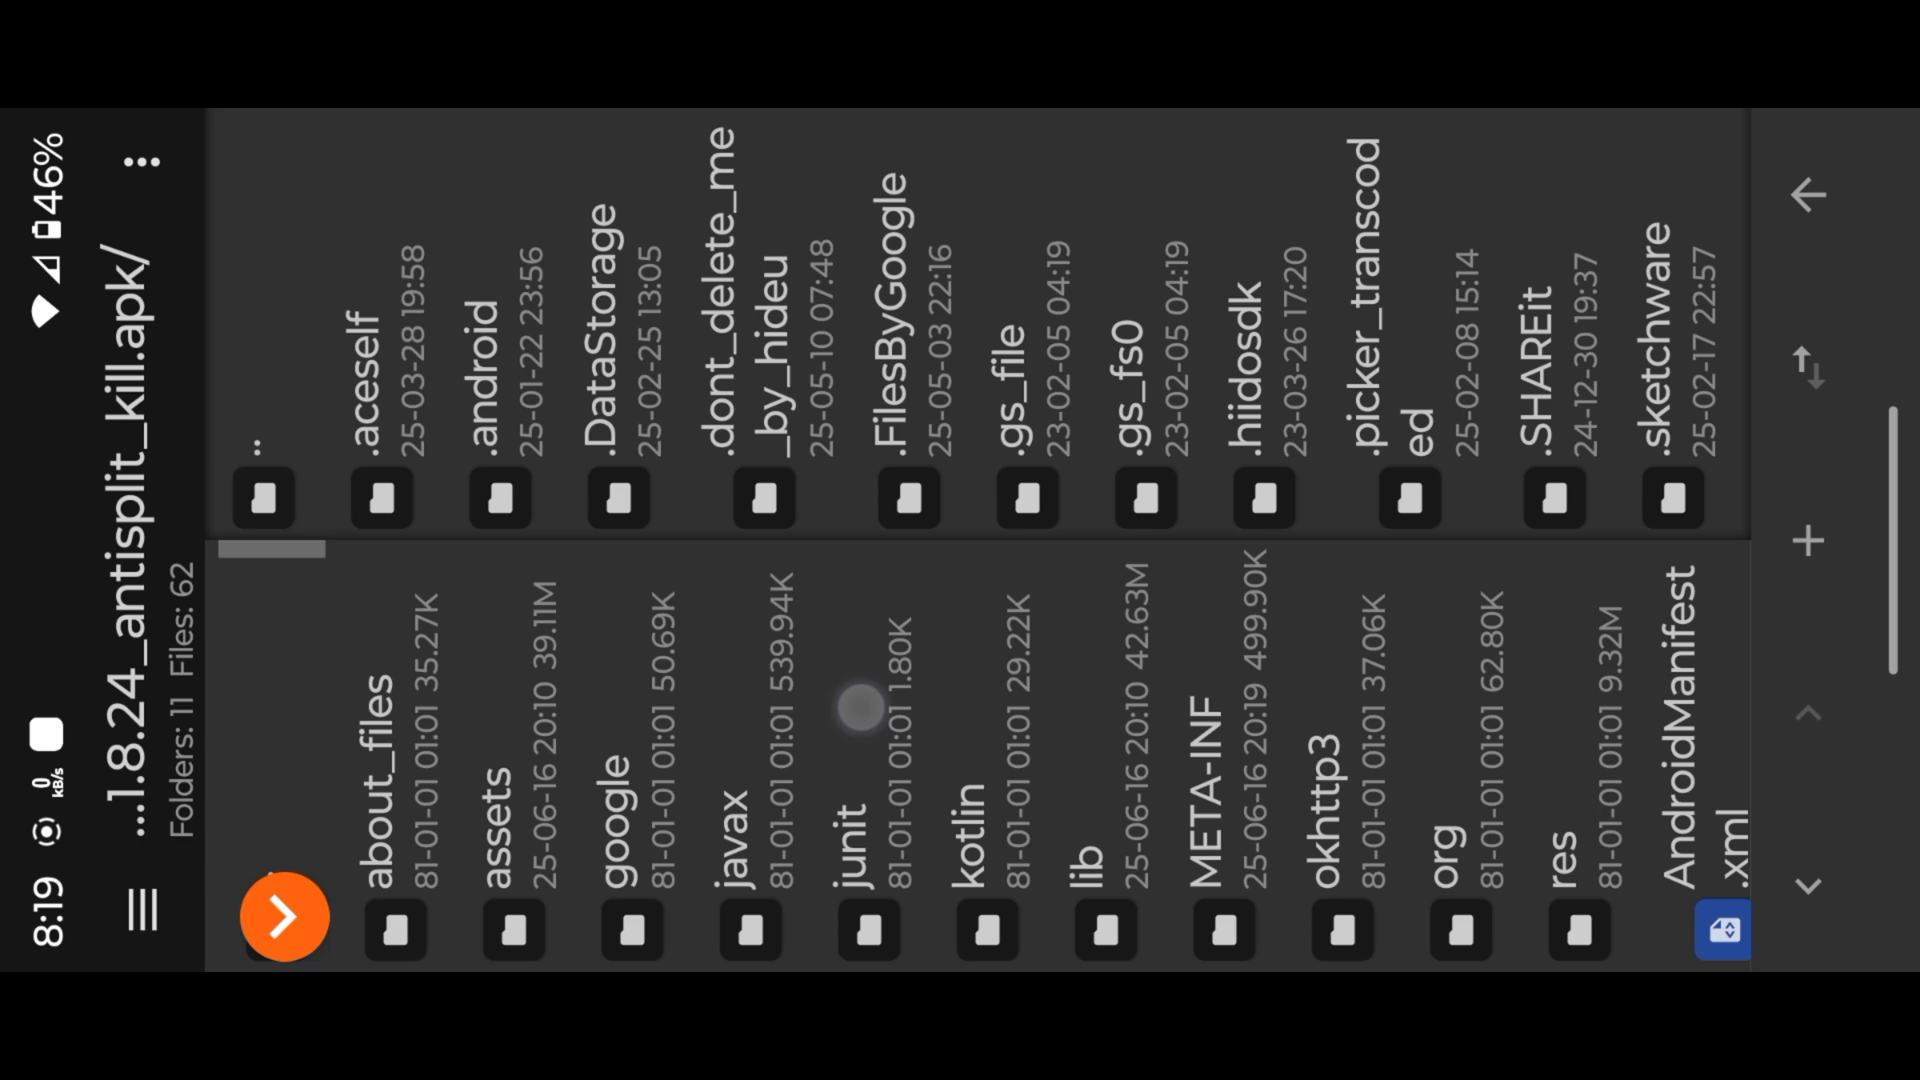 8:19 0 kB/s 46%
...1.8.24_antisplit_kill.apk/
Folders: 11 Files: 62
about_files
81-01-01 01:01 35.27K
assets
25-06-16 20:10 39.11M
google
81-01-01 01:01 50.69K
javax
81-01-01 01:01 539.94K
junit
81-01-01 01:01 1.80K
kotlin
81-01-01 01:01 29.22K
lib
25-06-16 20:10 42.63M
META-INF
25-06-16 20:19 499.90K
okhttp3
81-01-01 01:01 37.06K
org
81-01-01 01:01 62.80K
res
81-01-01 01:01 9.32M
AndroidManifest
.xml
..
.aceself
25-03-28 19:58
.android
25-01-22 23:56
.DataStorage
25-02-25 13:05
.dont_delete_me
_by_hideu
25-05-10 07:48
.FilesByGoogle
25-05-03 22:16
.gs_file
23-02-05 04:19
.gs_fs0
23-02-05 04:19
.hiidosdk
23-03-26 17:20
.picker_transcod
ed
25-02-08 15:14
.SHAREit
24-12-30 19:37
.sketchware
25-02-17 22:57